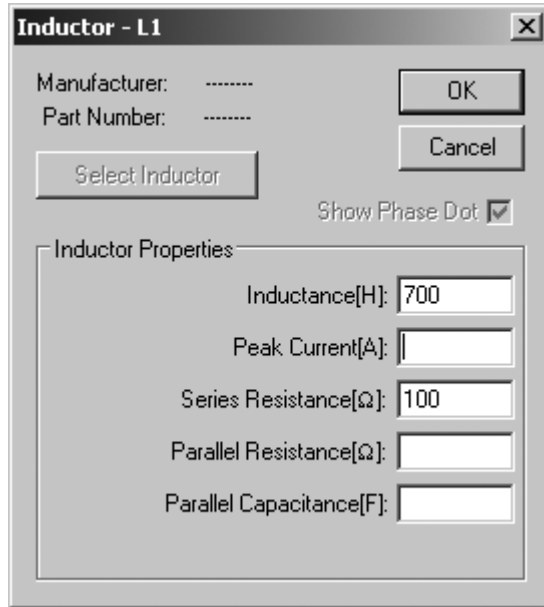 Inductor - L1
Manufacturer: --------
Part Number: --------
OK
Cancel
Select Inductor
Show Phase Dot
Inductor Properties
Inductance[H]: 700
Peak Current[A]:
Series Resistance[Ω]: 100
Parallel Resistance[Ω]:
Parallel Capacitance[F]: